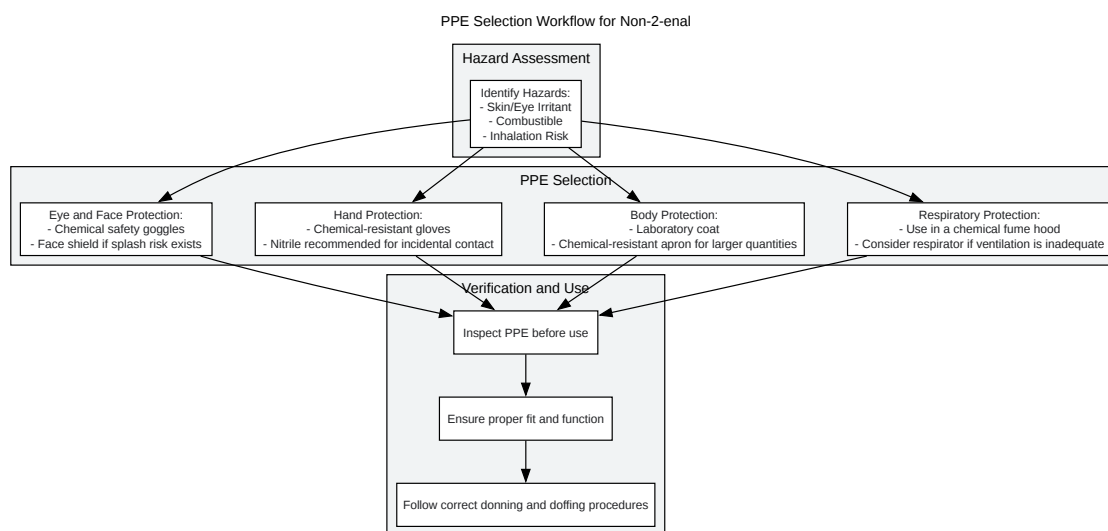 PPE Selection Workflow for Non-2-enal
Hazard Assessment
Identify Hazards:
- Skin/Eye Irritant
- Combustible
- Inhalation Risk
PPE Selection
Eye and Face Protection:
- Chemical safety goggles
- Face shield if splash risk exists
Hand Protection:
- Chemical-resistant gloves
- Nitrile recommended for incidental contact
Body Protection:
- Laboratory coat
- Chemical-resistant apron for larger quantities
Respiratory Protection:
- Use in a chemical fume hood
- Consider respirator if ventilation is inadequate
Verification and Use
Inspect PPE before use
Ensure proper fit and function
Follow correct donning and doffing procedures